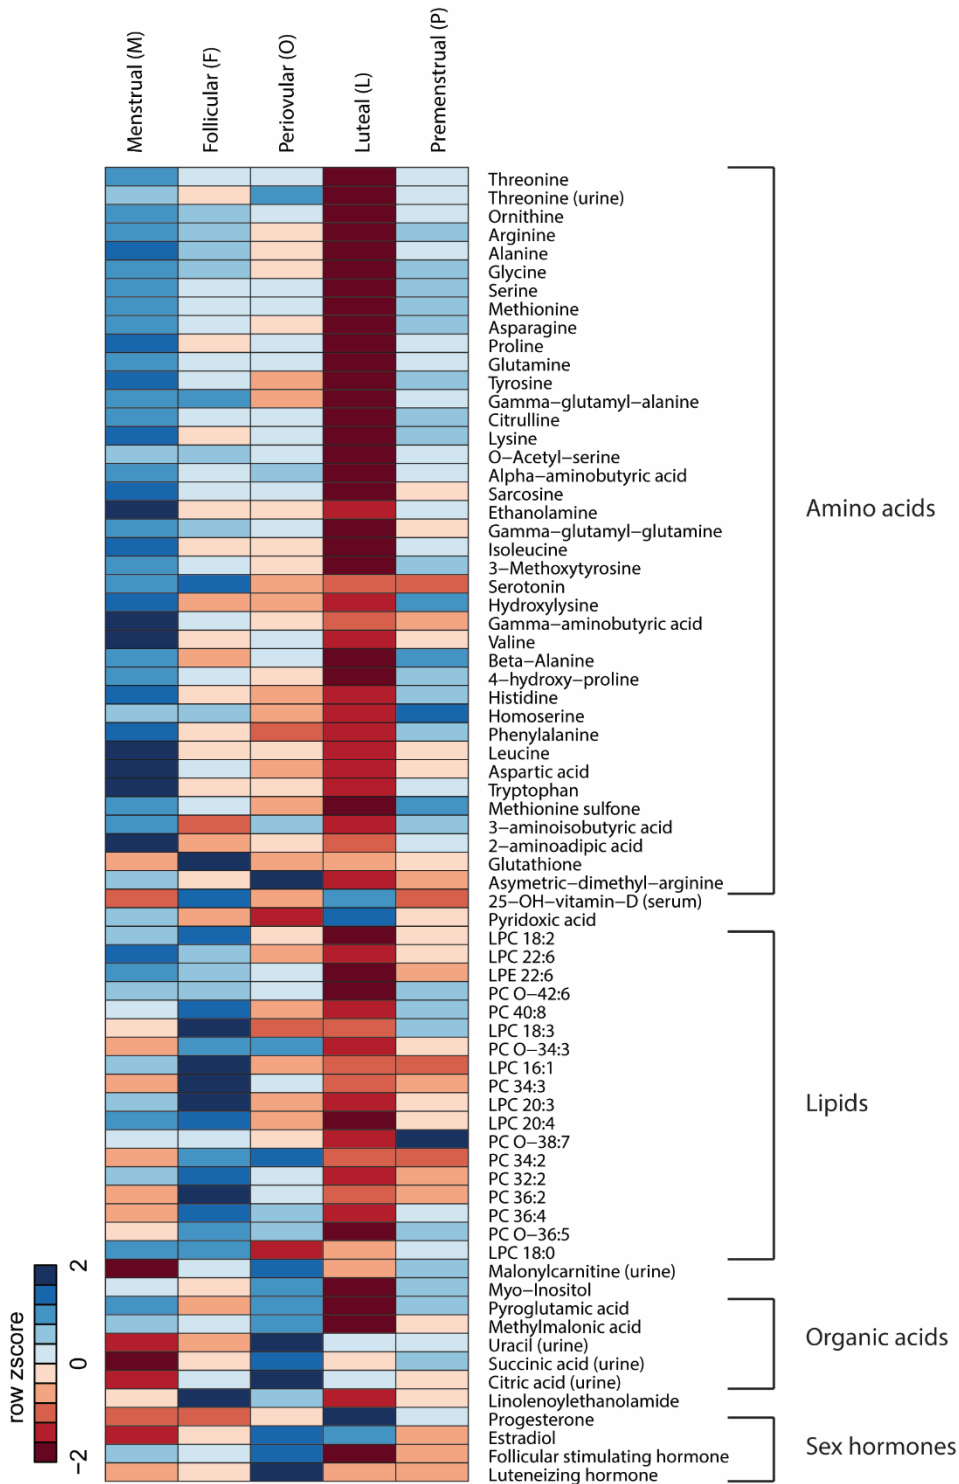 Menstrual (M)
Follicular (F)
Periovular (O)
Luteal (L)
Premenstrual (P)
Threonine
Threonine (urine)
Ornithine
Arginine
Alanine
Glycine
Serine
Methionine
Asparagine
Proline
Glutamine
Tyrosine
Gamma−glutamyl−alanine
Citrulline
Lysine
O−Acetyl−serine
Alpha−aminobutyric acid
Sarcosine
Ethanolamine
Gamma−glutamyl−glutamine
Isoleucine
3−Methoxytyrosine
Serotonin
Hydroxylysine
Gamma−aminobutyric acid
Valine
Beta−Alanine
4−hydroxy−proline
Histidine
Homoserine
Phenylalanine
Leucine
Aspartic acid
Tryptophan
Methionine sulfone
3−aminoisobutyric acid
2−aminoadipic acid
Glutathione
Asymetric−dimethyl−arginine
25−OH−vitamin−D (serum)
Pyridoxic acid
LPC 18:2
LPC 22:6
LPE 22:6
PC O−42:6
PC 40:8
LPC 18:3
PC O−34:3
LPC 16:1
PC 34:3
LPC 20:3
LPC 20:4
PC O−38:7
PC 34:2
PC 32:2
PC 36:2
PC 36:4
PC O−36:5
LPC 18:0
Malonylcarnitine (urine)
Myo−Inositol
Pyroglutamic acid
Methylmalonic acid
Uracil (urine)
Succinic acid (urine)
Citric acid (urine)
Linolenoylethanolamide
Progesterone
Estradiol
Follicular stimulating hormone
Luteneizing hormone
Amino acids
Lipids
Organic acids
Sex hormones
row zscore
2
0
−2